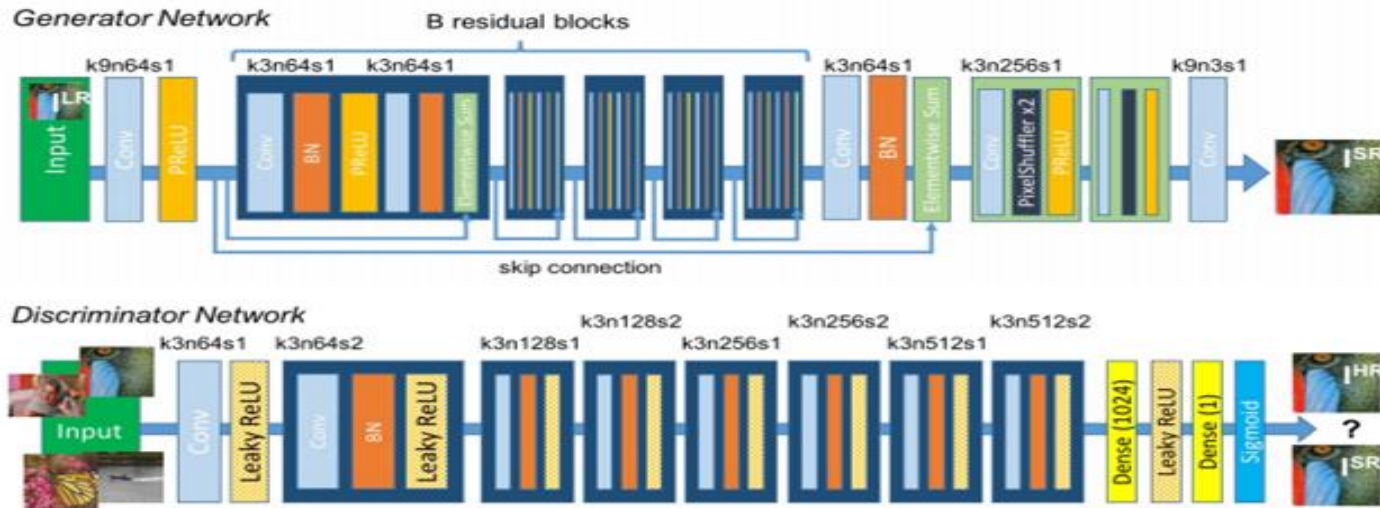 Generator Network
B residual blocks
k9n64s1
k3n64s1 k3n64s1
k3n64s1
k3n256s1
k9n3s1
I LR
Input
Conv
PReLU
Conv
BN
PReLU
Elementwise Sum
Conv
BN
Elementwise Sum
Conv
PixelShuffler x2
PReLU
Conv
I SR
skip connection
Discriminator Network
k3n64s1
k3n64s2
k3n128s1
k3n128s2
k3n256s1
k3n256s2
k3n512s1
k3n512s2
Input
Conv
Leaky ReLU
Conv
BN
Leaky ReLU
Dense (1024)
Leaky ReLU
Dense (1)
Sigmoid
I HR
?
I SR